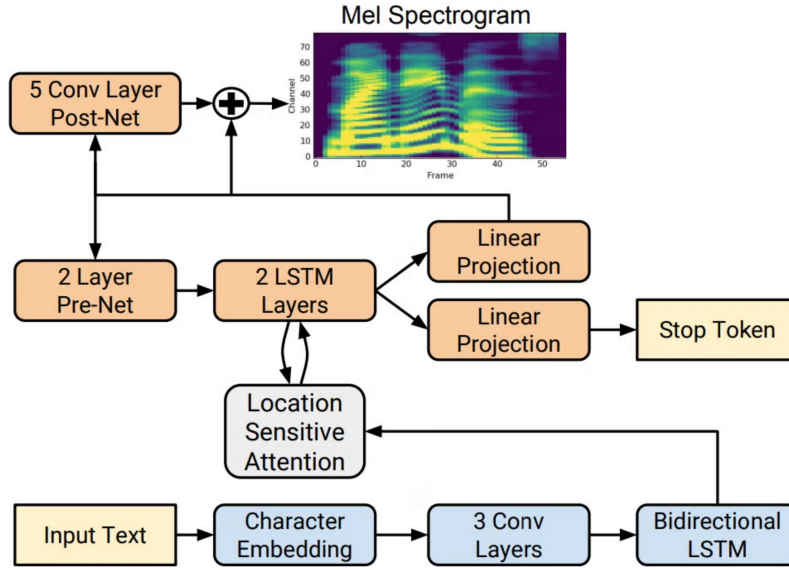 Mel Spectrogram
5 Conv Layer
Post-Net
Channel
70
60
50
40
30
20
10
0
0
10
20
30
40
50
Frame
2 Layer
Pre-Net
2 LSTM
Layers
Linear
Projection
Linear
Projection
Stop Token
Location
Sensitive
Attention
Input Text
Character
Embedding
3 Conv
Layers
Bidirectional
LSTM